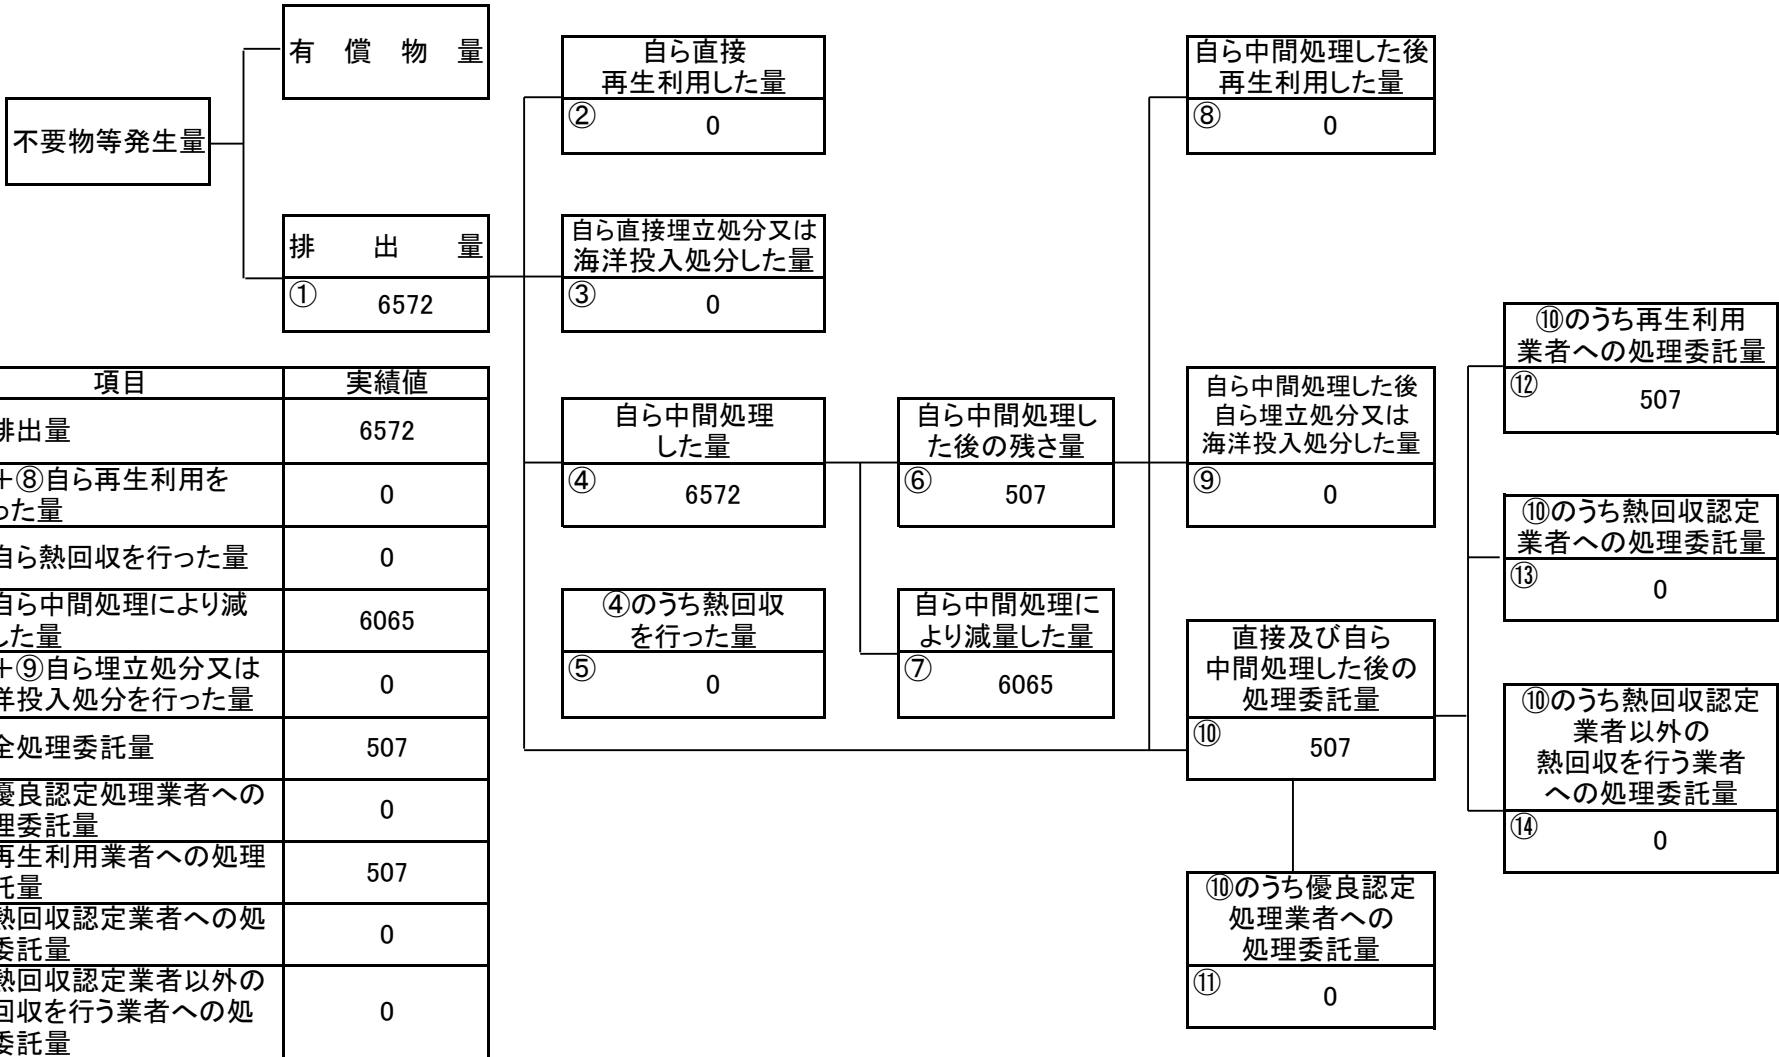 有償物量
不要物等発生量
排出量
① 6572
自ら直接
再生利用した量
② 0
自ら直接埋立処分又は
海洋投入処分した量
③ 0
自ら中間処理
した量
④ 6572
④のうち熱回収
を行った量
⑤ 0
自ら中間処理し
た後の残さ量
⑥ 507
自ら中間処理に
より減量した量
⑦ 6065
自ら中間処理した後
再生利用した量
⑧ 0
自ら中間処理した後
自ら埋立処分又は
海洋投入処分した量
⑨ 0
直接及び自ら
中間処理した後の
処理委託量
⑩ 507
⑩のうち優良認定
処理業者への
処理委託量
⑪ 0
⑩のうち再生利用
業者への処理委託量
⑫ 507
⑩のうち熱回収認定
業者への処理委託量
⑬ 0
⑩のうち熱回収認定
業者以外の
熱回収を行う業者
への処理委託量
⑭ 0
項目 実績値
排出量 6572
+⑧自ら再生利用を
った量 0
自ら熱回収を行った量 0
自ら中間処理により減
した量 6065
+⑨自ら埋立処分又は
洋投入処分を行った量 0
全処理委託量 507
優良認定処理業者への
理委託量 0
再生利用業者への処理
託量 507
熱回収認定業者への処
委託量 0
熱回収認定業者以外の
回収を行う業者への処
委託量 0